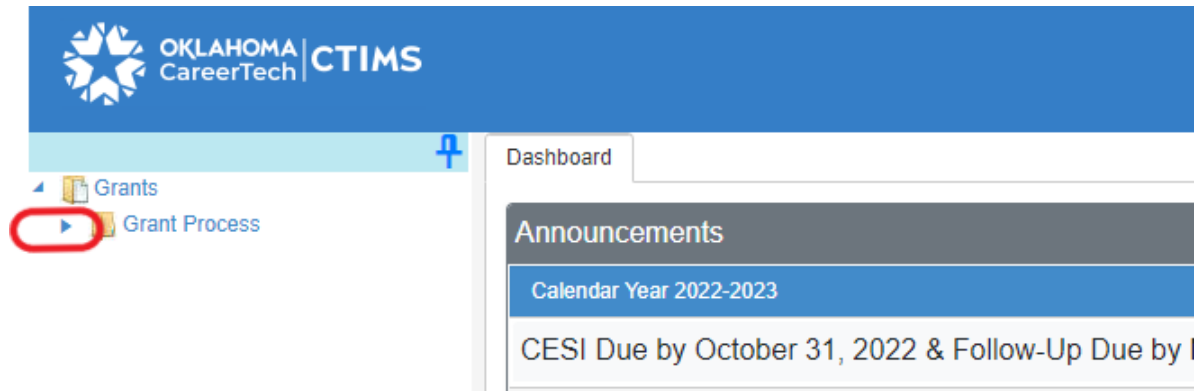 OKLAHOMA
CareerTech
CTIMS
Dashboard
Grants
Grant Process
Announcements
Calendar Year 2022-2023
CESI Due by October 31, 2022 & Follow-Up Due by